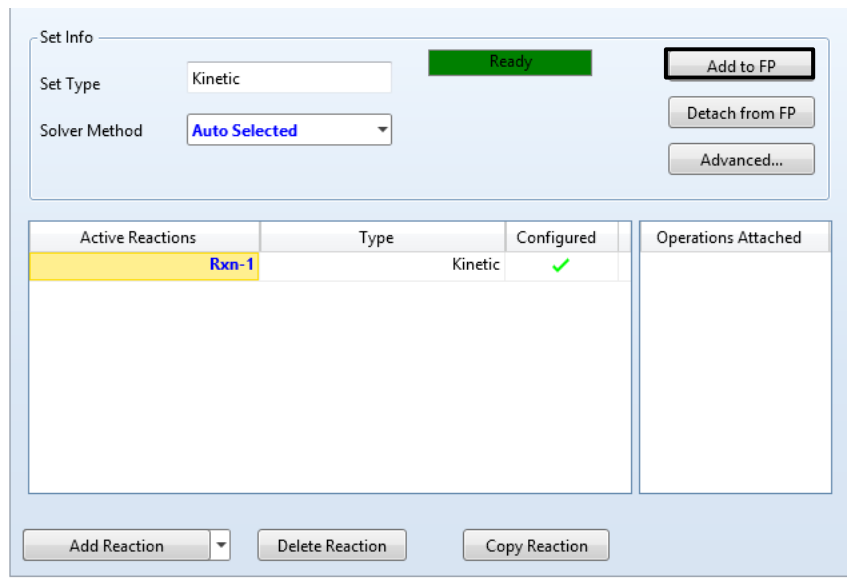 Set Info
Set Type
Kinetic
Ready
Add to FP
Solver Method
Auto Selected
Detach from FP
Advanced...
Active Reactions
Type
Configured
Operations Attached
Rxn-1
Kinetic
Add Reaction
Delete Reaction
Copy Reaction